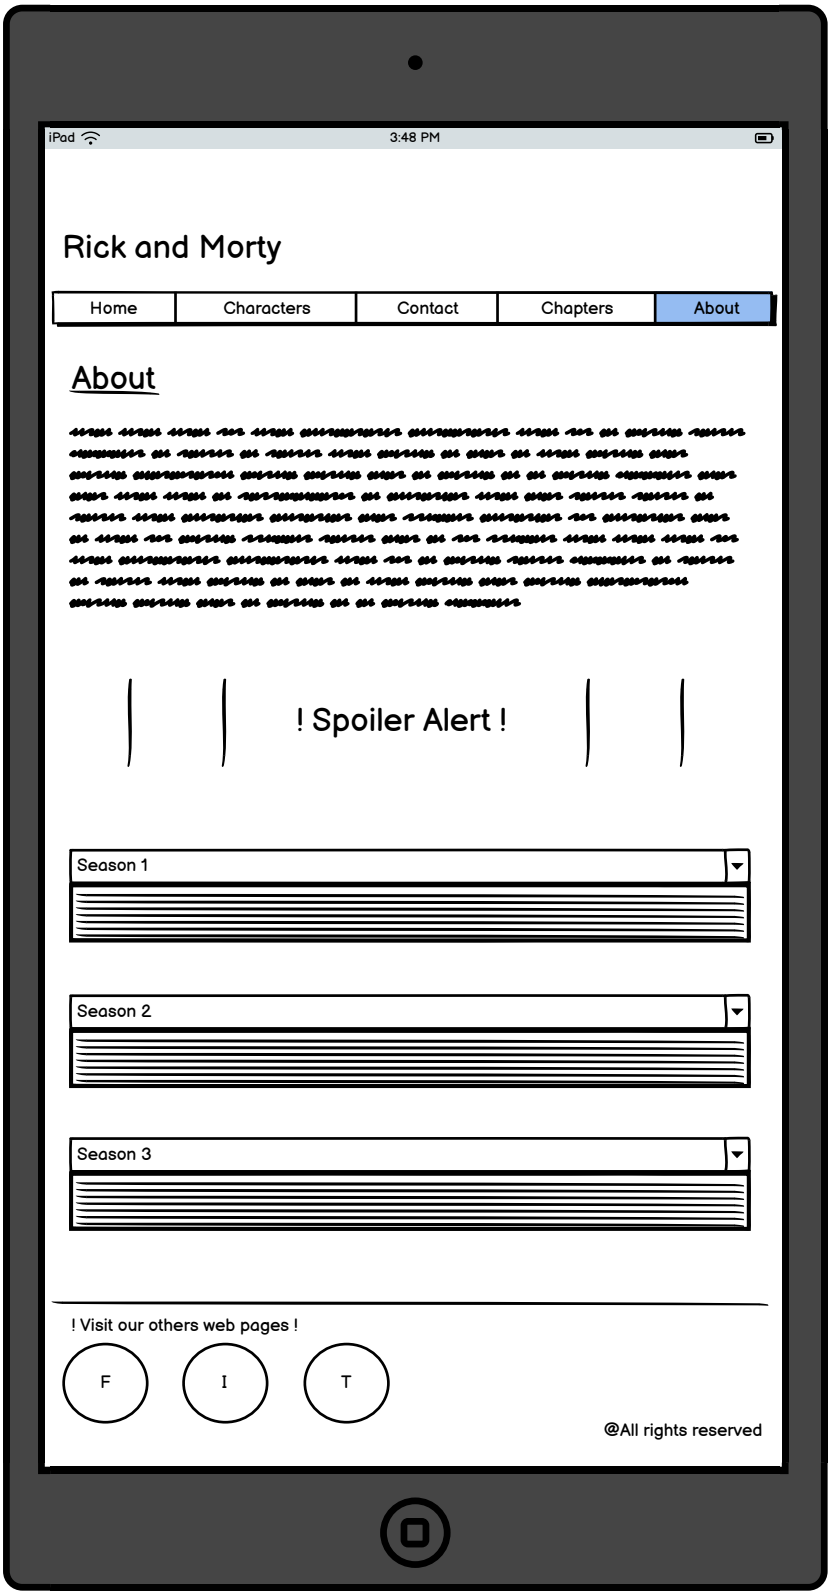 iPad 3:48 PM
Rick and Morty
Home Characters Contact Chapters About
About
! Spoiler Alert !
Season 1
Season 2
Season 3
! Visit our others web pages !
F I T
@All rights reserved